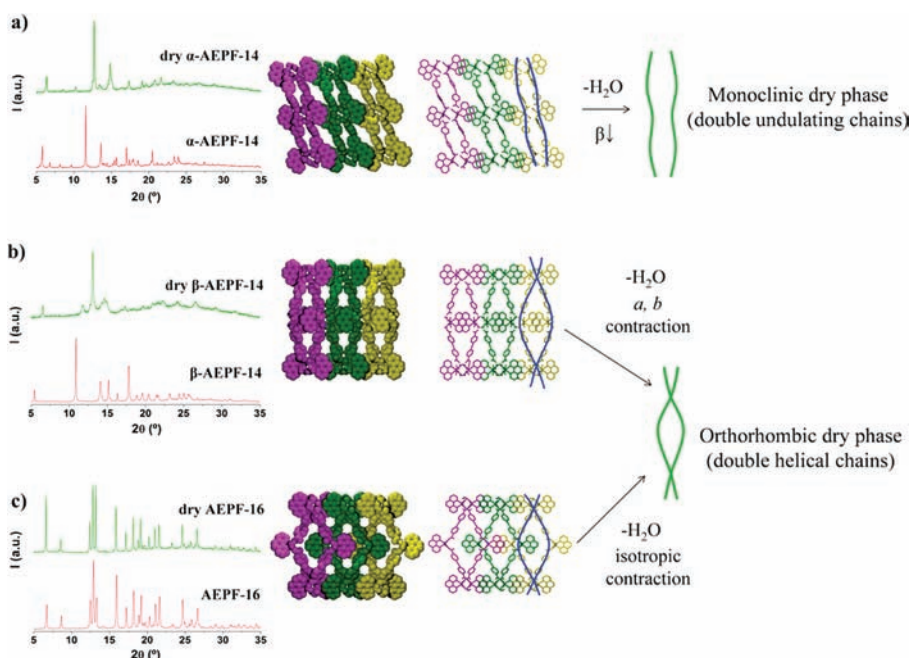 a)
I (a.u.)
dry α-AEPF-14
α-AEPF-14
5 10 15 20 25 30 35
2θ (º)
-H₂O
β↓
Monoclinic dry phase
(double undulating chains)
b)
I (a.u.)
dry β-AEPF-14
β-AEPF-14
5 10 15 20 25 30 35
2θ (º)
-H₂O
a, b
contraction
Orthorhombic dry phase
(double helical chains)
c)
I (a.u.)
dry AEPF-16
AEPF-16
5 10 15 20 25 30 35
2θ (º)
-H₂O
isotropic
contraction